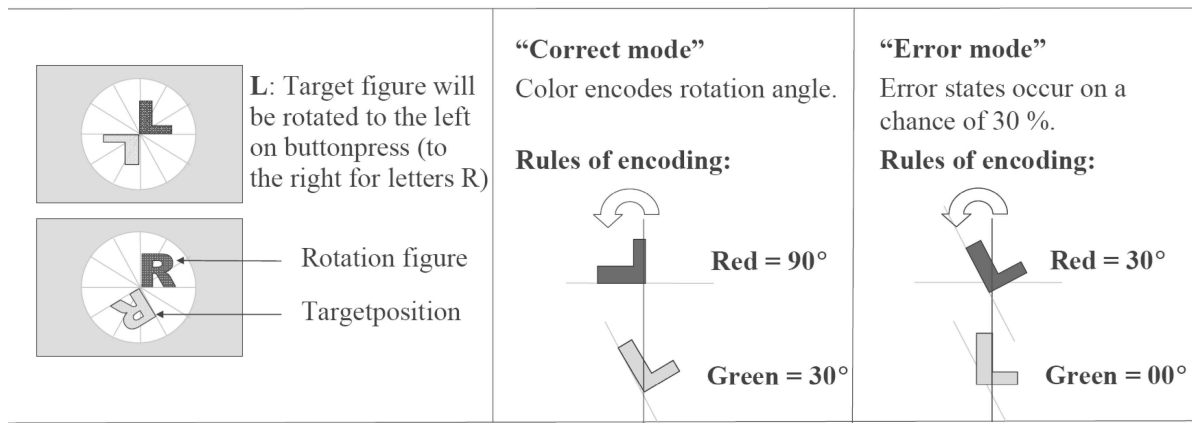 L: Target figure will
be rotated to the left
on buttonpress (to
the right for letters R)
L
R
R
Rotation figure
Targetposition
“Correct mode”
Color encodes rotation angle.
Rules of encoding:
Red = 90°
Green = 30°
“Error mode”
Error states occur on a
chance of 30 %.
Rules of encoding:
Red = 30°
Green = 00°